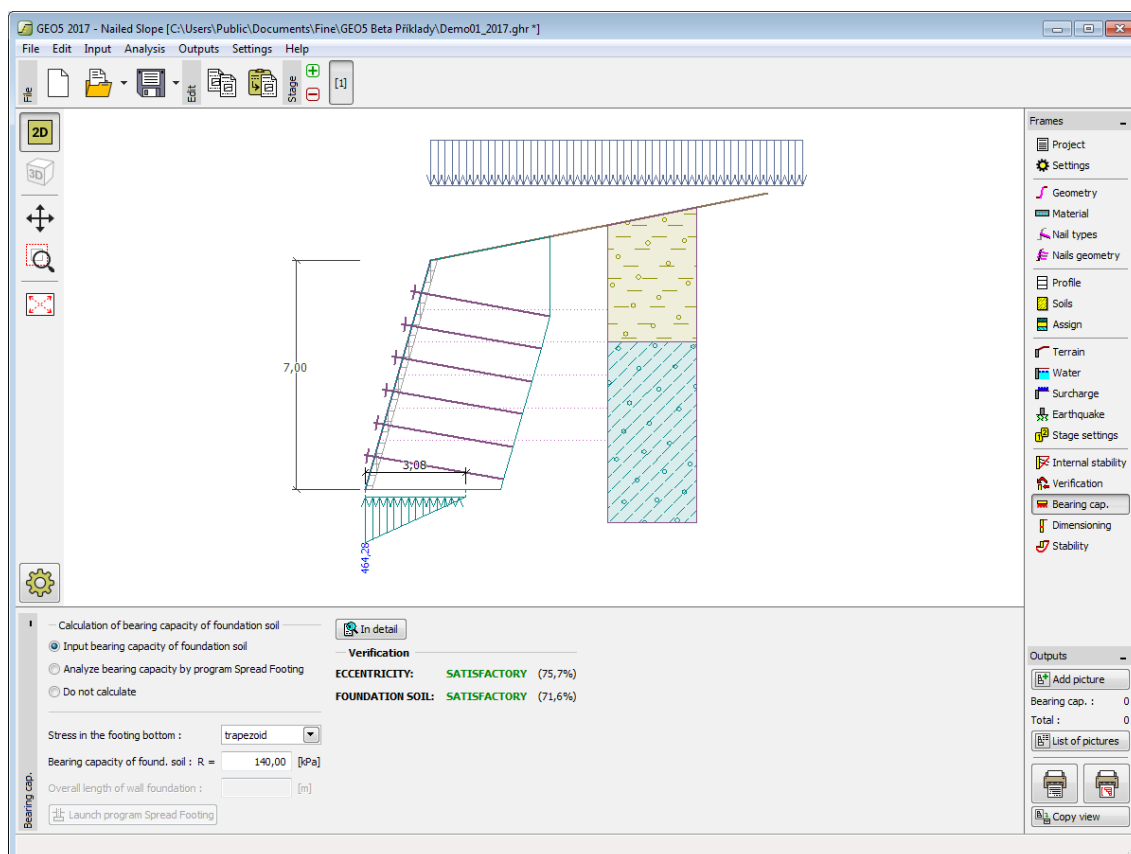 GEO5 2017 - Nailed Slope [C:\Users\Public\Documents\Fine\GEO5 Beta Příklady\Demo01_2017.ghr *]
File Edit Input Analysis Outputs Settings Help
File
Edit
Stage
[1]
2D
3D
7,00
3,08
464,28
Frames
Project
Settings
Geometry
Material
Nail types
Nails geometry
Profile
Soils
Assign
Terrain
Water
Surcharge
Earthquake
Stage settings
Internal stability
Verification
Bearing cap.
Dimensioning
Stability
Outputs
Add picture
Bearing cap. : 0
Total : 0
List of pictures
Copy view
Bearing cap.
Calculation of bearing capacity of foundation soil
Input bearing capacity of foundation soil
Analyze bearing capacity by program Spread Footing
Do not calculate
Stress in the footing bottom : trapezoid
Bearing capacity of found. soil : R = 140,00 [kPa]
Overall length of wall foundation : [m]
Launch program Spread Footing
In detail
Verification
ECCENTRICITY: SATISFACTORY (75,7%)
FOUNDATION SOIL: SATISFACTORY (71,6%)